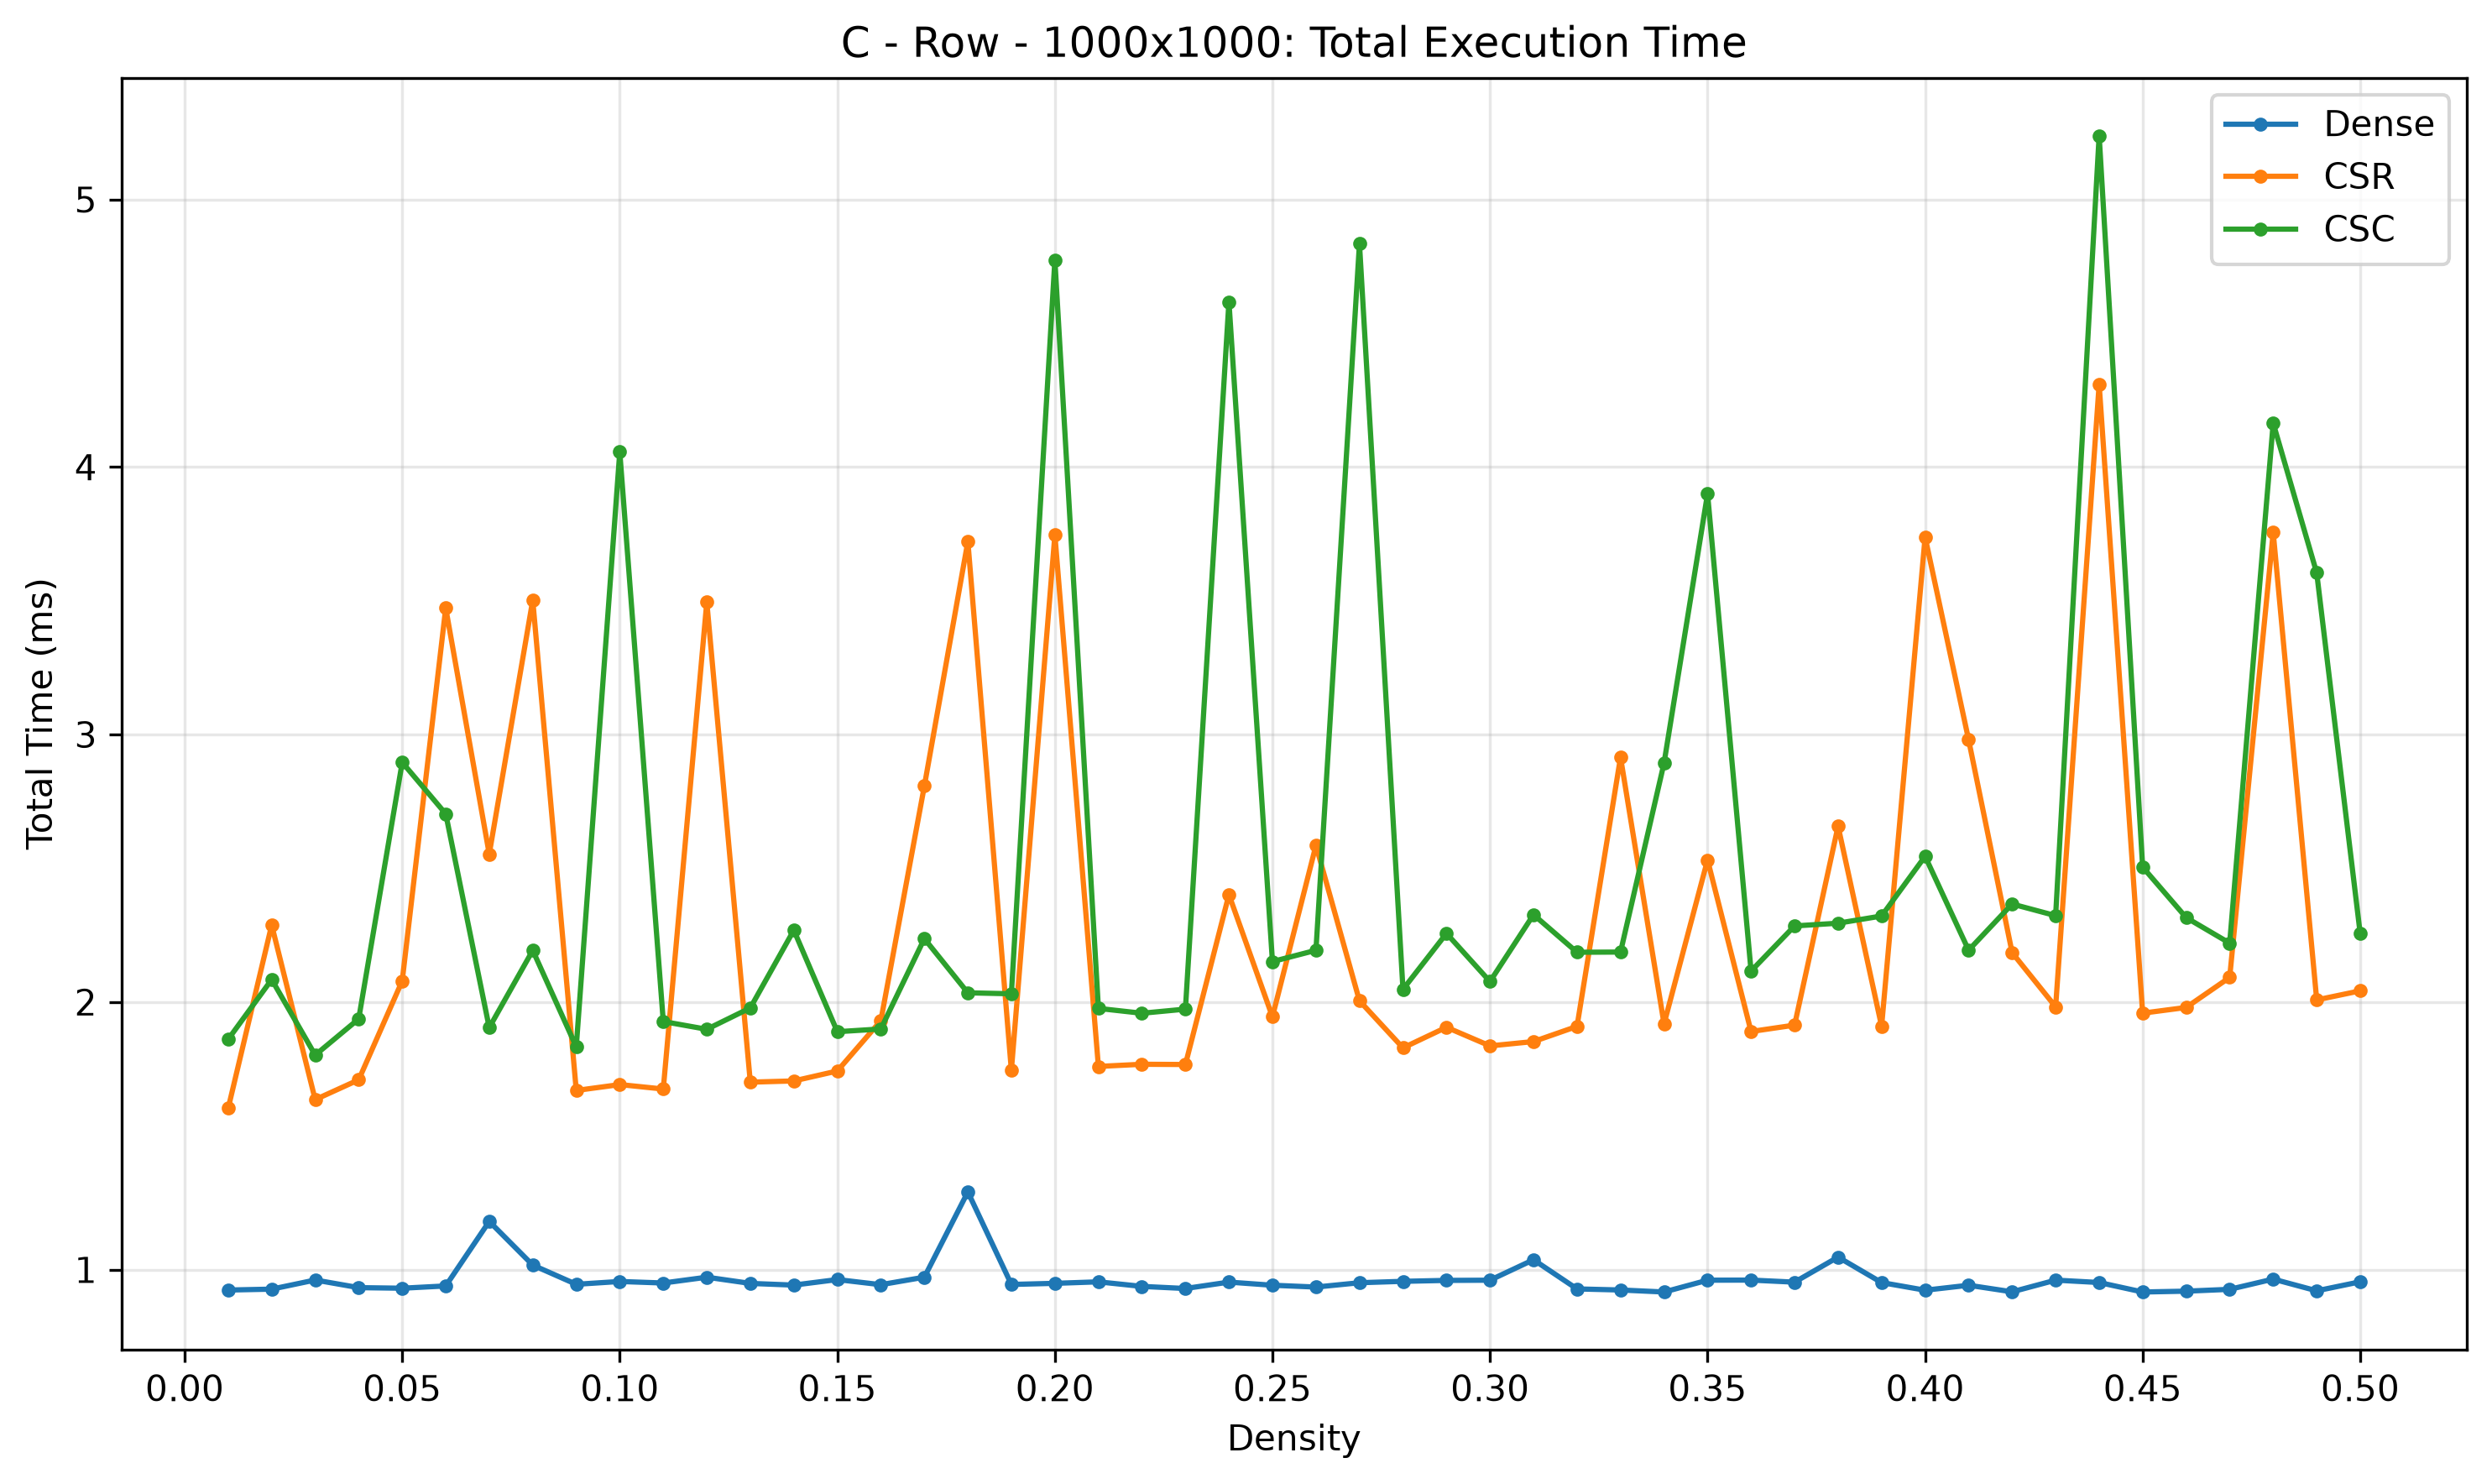 C - Row - 1000x1000: Total Execution Time
Dense
CSR
CSC
Total Time (ms)
5
4
3
2
1
0.00 0.05 0.10 0.15 0.20 0.25 0.30 0.35 0.40 0.45 0.50
Density